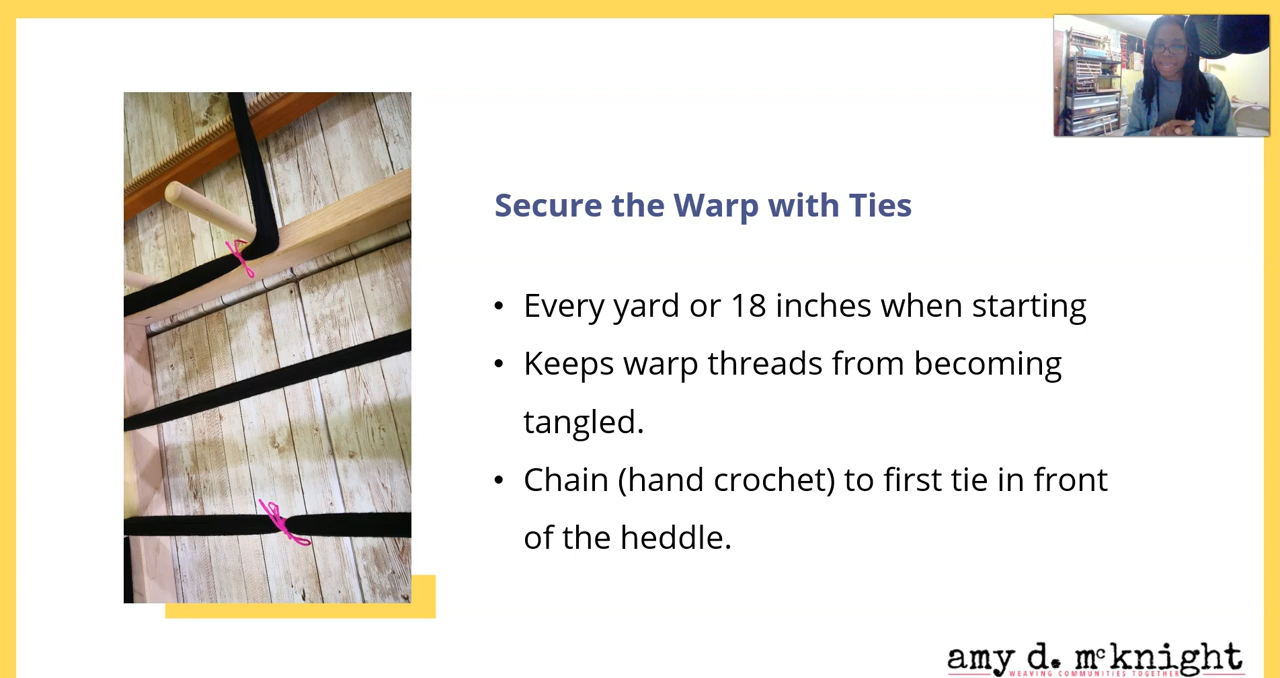 Secure the Warp with Ties
• Every yard or 18 inches when starting
• Keeps warp threads from becoming
tangled.
• Chain (hand crochet) to first tie in front
of the heddle.
amy d. mcknight
WEAVING COMMUNITIES TOGETHER